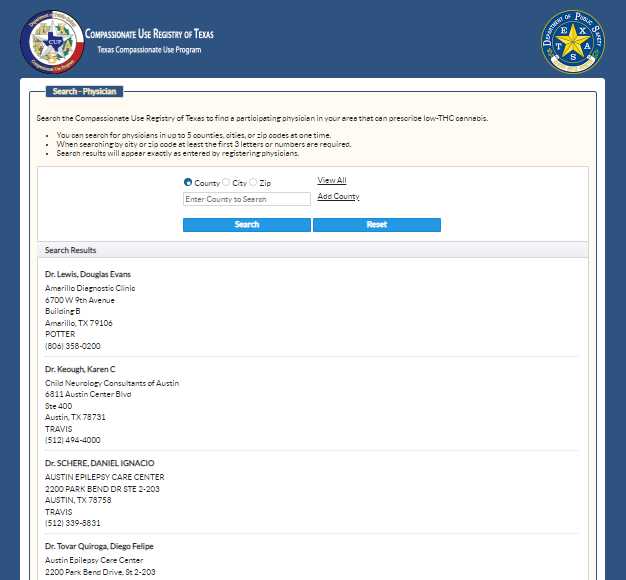 COMPASSIONATE USE REGISTRY OF TEXAS
Texas Compassionate Use Program
CUP
DEPARTMENT OF PUBLIC SAFETY
TEXAS
Search - Physician
Search the Compassionate Use Registry of Texas to find a participating physician in your area that can prescribe low-THC cannabis.
You can search for physicians in up to 5 counties, cities, or zip codes at one time.
When searching by city or zip code at least the first 3 letters or numbers are required.
Search results will appear exactly as entered by registering physicians.
County City Zip View All
Enter County to Search Add County
Search Reset
Search Results
Dr. Lewis, Douglas Evans
Amarillo Diagnostic Clinic
6700 W 9th Avenue
Building B
Amarillo, TX 79106
POTTER
(806) 358-0200
Dr. Keough, Karen C
Child Neurology Consultants of Austin
6811 Austin Center Blvd
Ste 400
Austin, TX 78731
TRAVIS
(512) 494-4000
Dr. SCHERE, DANIEL IGNACIO
AUSTIN EPILEPSY CARE CENTER
2200 PARK BEND DR STE 2-203
AUSTIN, TX 78758
TRAVIS
(512) 339-8831
Dr. Tovar Quiroga, Diego Felipe
Austin Epilepsy Care Center
2200 Park Bend Drive, St 2-203